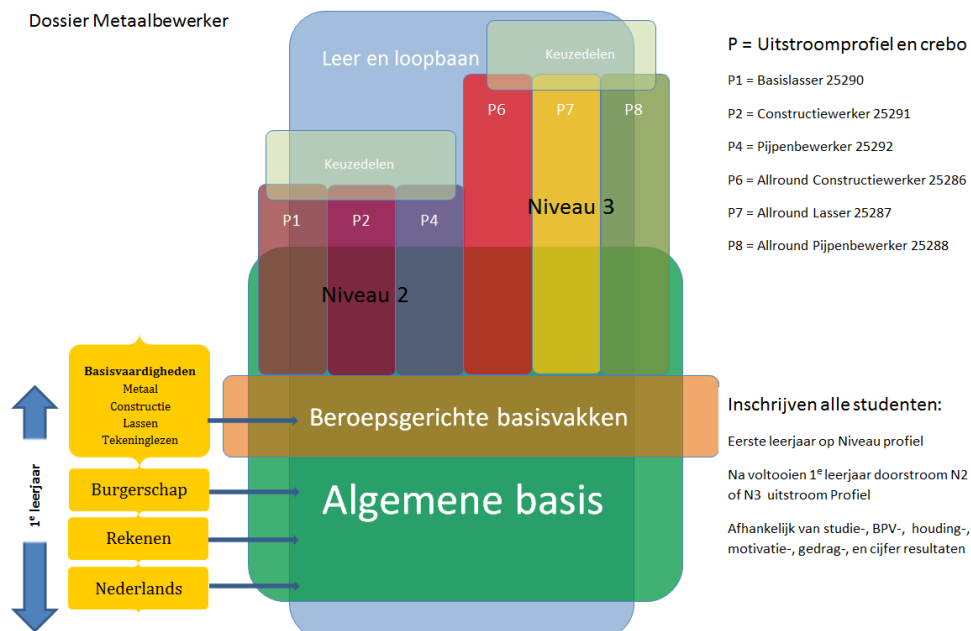 Dossier Metaalbewerker
Leer en loopbaan
Keuzedelen
P6
P7
P8
Keuzedelen
P1
P2
P4
Niveau 3
Niveau 2
Basisvaardigheden
Metaal
Constructie
Lassen
Tekeninglezen
Beroepsgerichte basisvakken
Burgerschap
Algemene basis
Rekenen
Nederlands
1e leerjaar
P = Uitstroomprofiel en crebo
P1 = Basislasser 25290
P2 = Constructiewerker 25291
P4 = Pijpenbewerker 25292
P6 = Allround Constructiewerker 25286
P7 = Allround Lasser 25287
P8 = Allround Pijpenbewerker 25288
Inschrijven alle studenten:
Eerste leerjaar op Niveau profiel
Na voltooien 1e leerjaar doorstroom N2
of N3 uitstroom Profiel
Afhankelijk van studie-, BPV-, houding-,
motivatie-, gedrag-, en cijfer resultaten